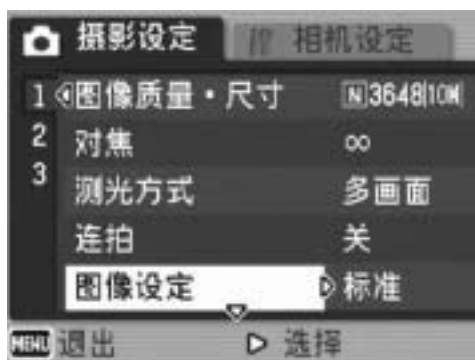 摄影设定 相机设定
1 图像质量・尺寸 N3648 10M
2 对焦 ∞
3 测光方式 多画面
连拍 关
图像设定 标准
MENU 退出 选择